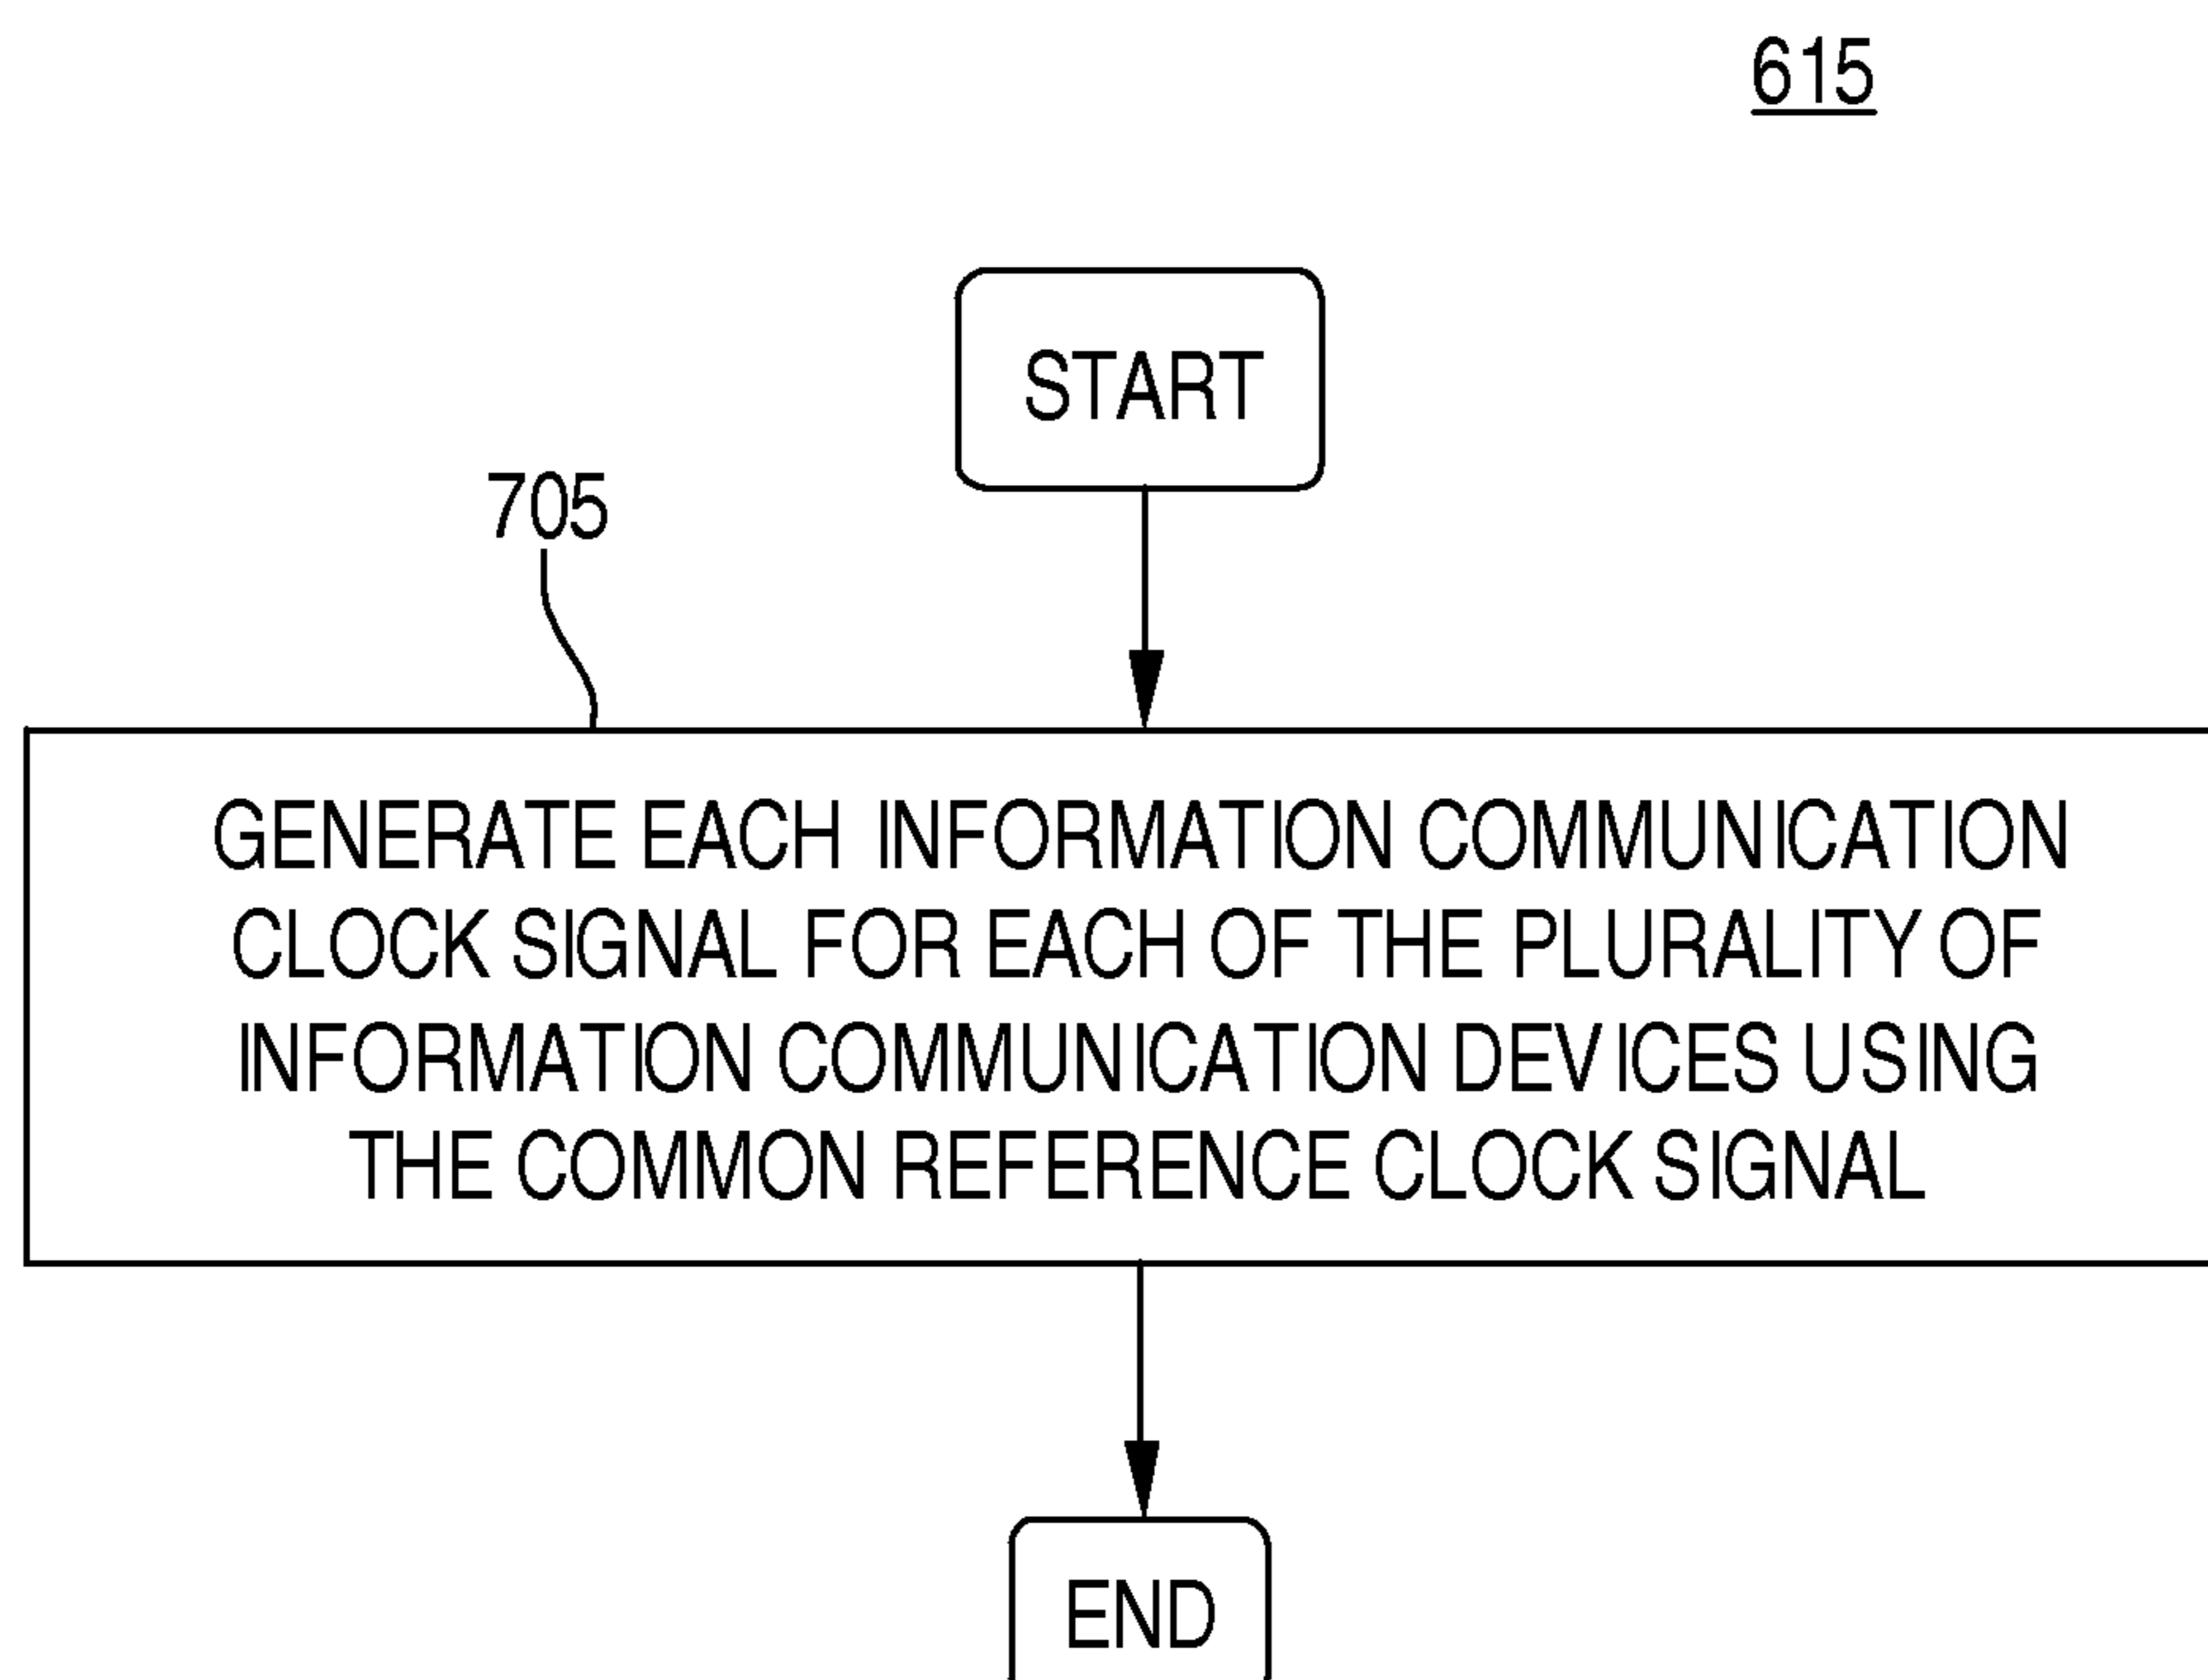 615
START
705
GENERATE EACH INFORMATION COMMUNICATION
CLOCK SIGNAL FOR EACH OF THE PLURALITY OF
INFORMATION COMMUNICATION DEVICES USING
THE COMMON REFERENCE CLOCK SIGNAL
END